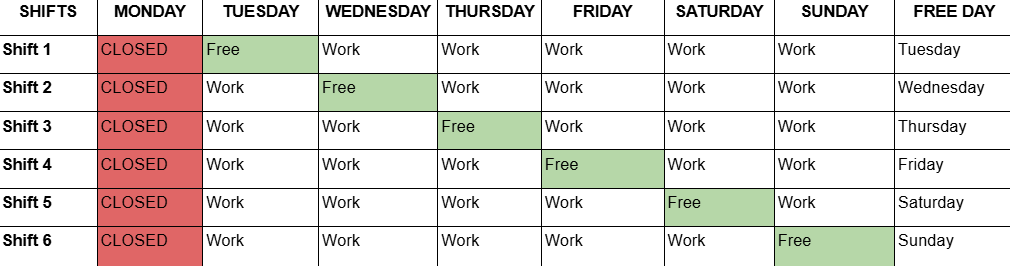 SHIFTS MONDAY TUESDAY WEDNESDAY THURSDAY FRIDAY SATURDAY SUNDAY FREE DAY
Shift 1 CLOSED Free Work Work Work Work Work Tuesday
Shift 2 CLOSED Work Free Work Work Work Work Wednesday
Shift 3 CLOSED Work Work Free Work Work Work Thursday
Shift 4 CLOSED Work Work Work Free Work Work Friday
Shift 5 CLOSED Work Work Work Work Free Work Saturday
Shift 6 CLOSED Work Work Work Work Work Free Sunday